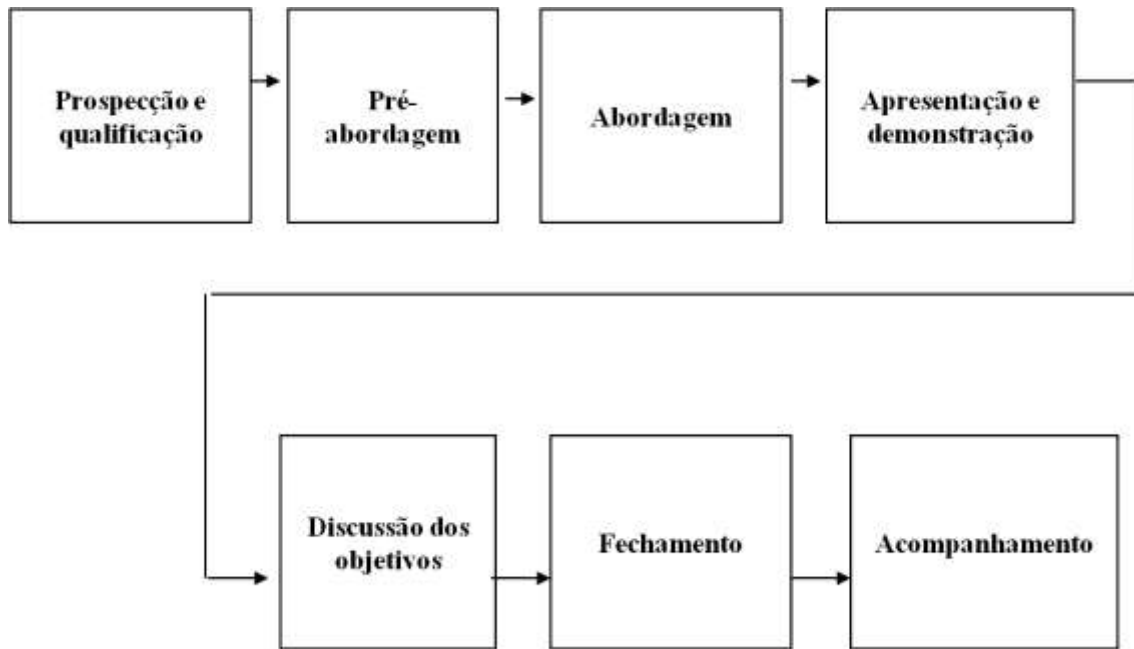 Prospecção e
qualificação
Pré-
abordagem
Abordagem
Apresentação e
demonstração
Discussão dos
objetivos
Fechamento
Acompanhamento